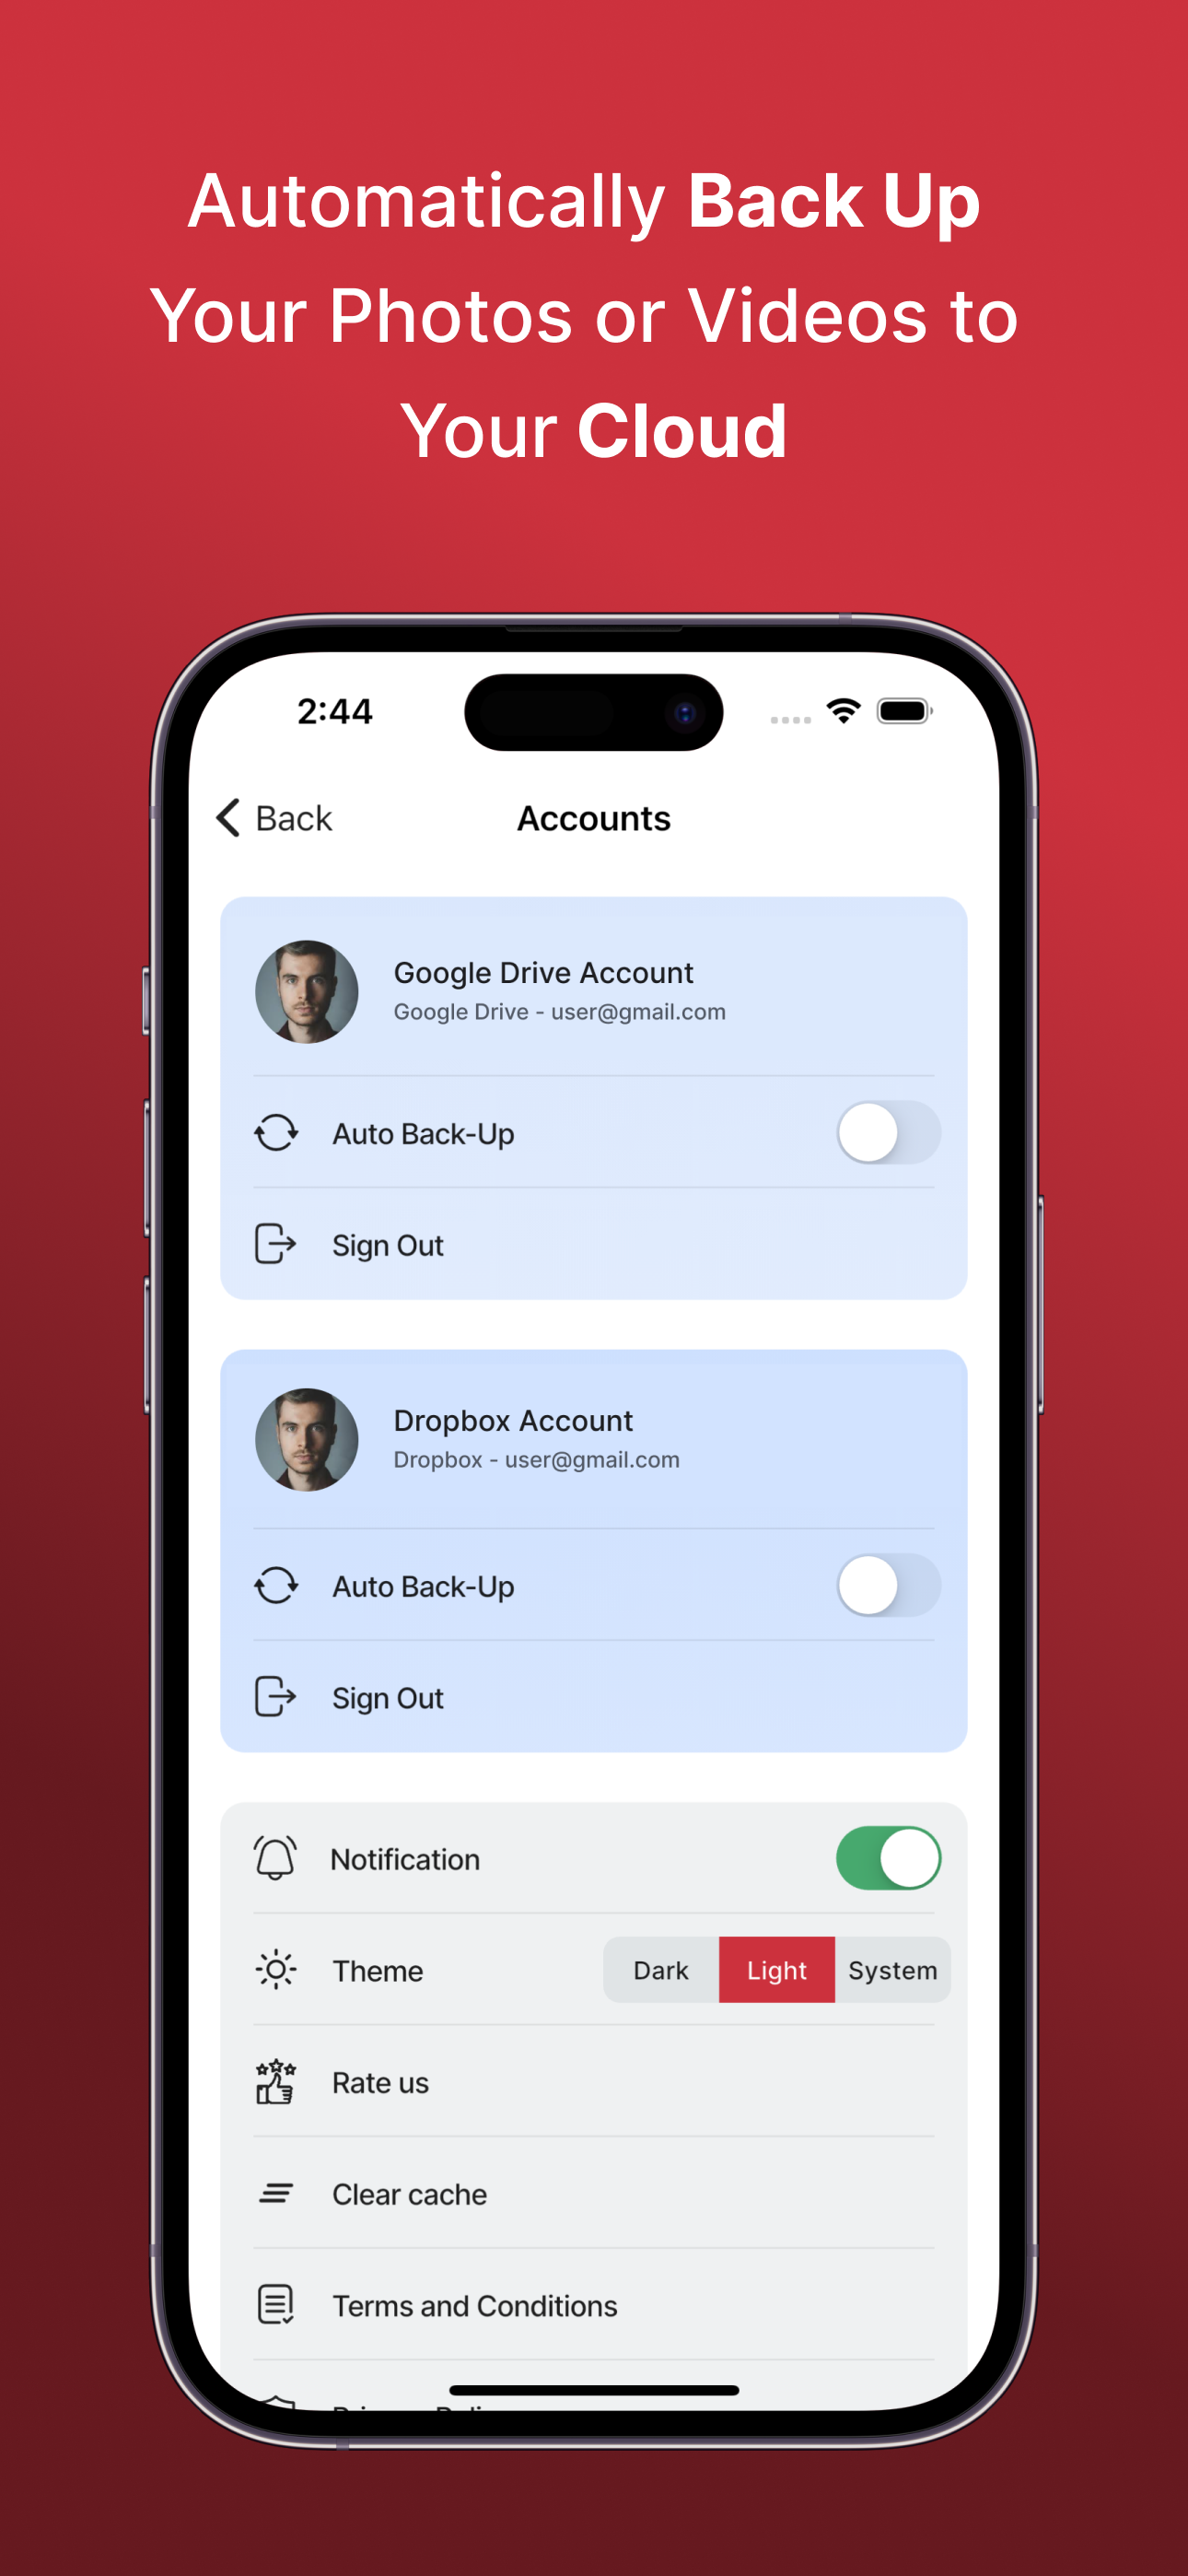 Automatically Back Up
Your Photos or Videos to
Your Cloud
2:44
Back
Accounts
Google Drive Account
Google Drive - user@gmail.com
Auto Back-Up
Sign Out
Dropbox Account
Dropbox - user@gmail.com
Auto Back-Up
Sign Out
Notification
Theme
Dark Light System
Rate us
Clear cache
Terms and Conditions